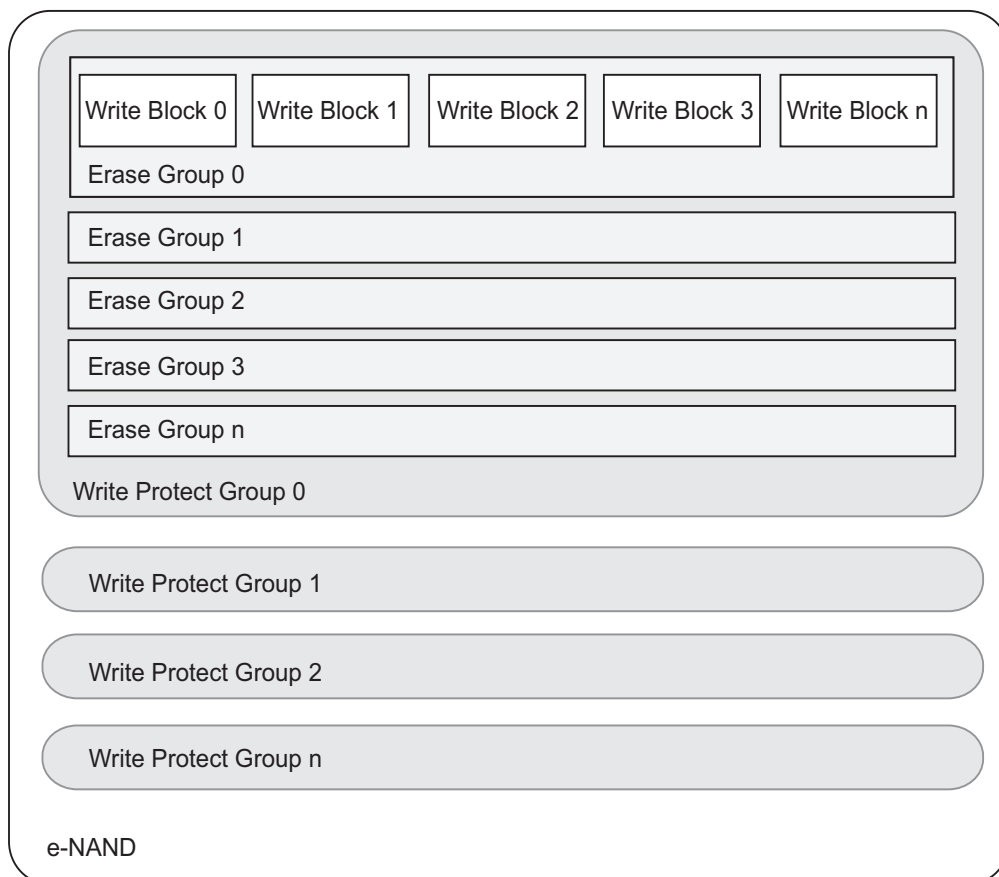 Write Block 0 Write Block 1 Write Block 2 Write Block 3 Write Block n
Erase Group 0
Erase Group 1
Erase Group 2
Erase Group 3
Erase Group n
Write Protect Group 0
Write Protect Group 1
Write Protect Group 2
Write Protect Group n
e-NAND